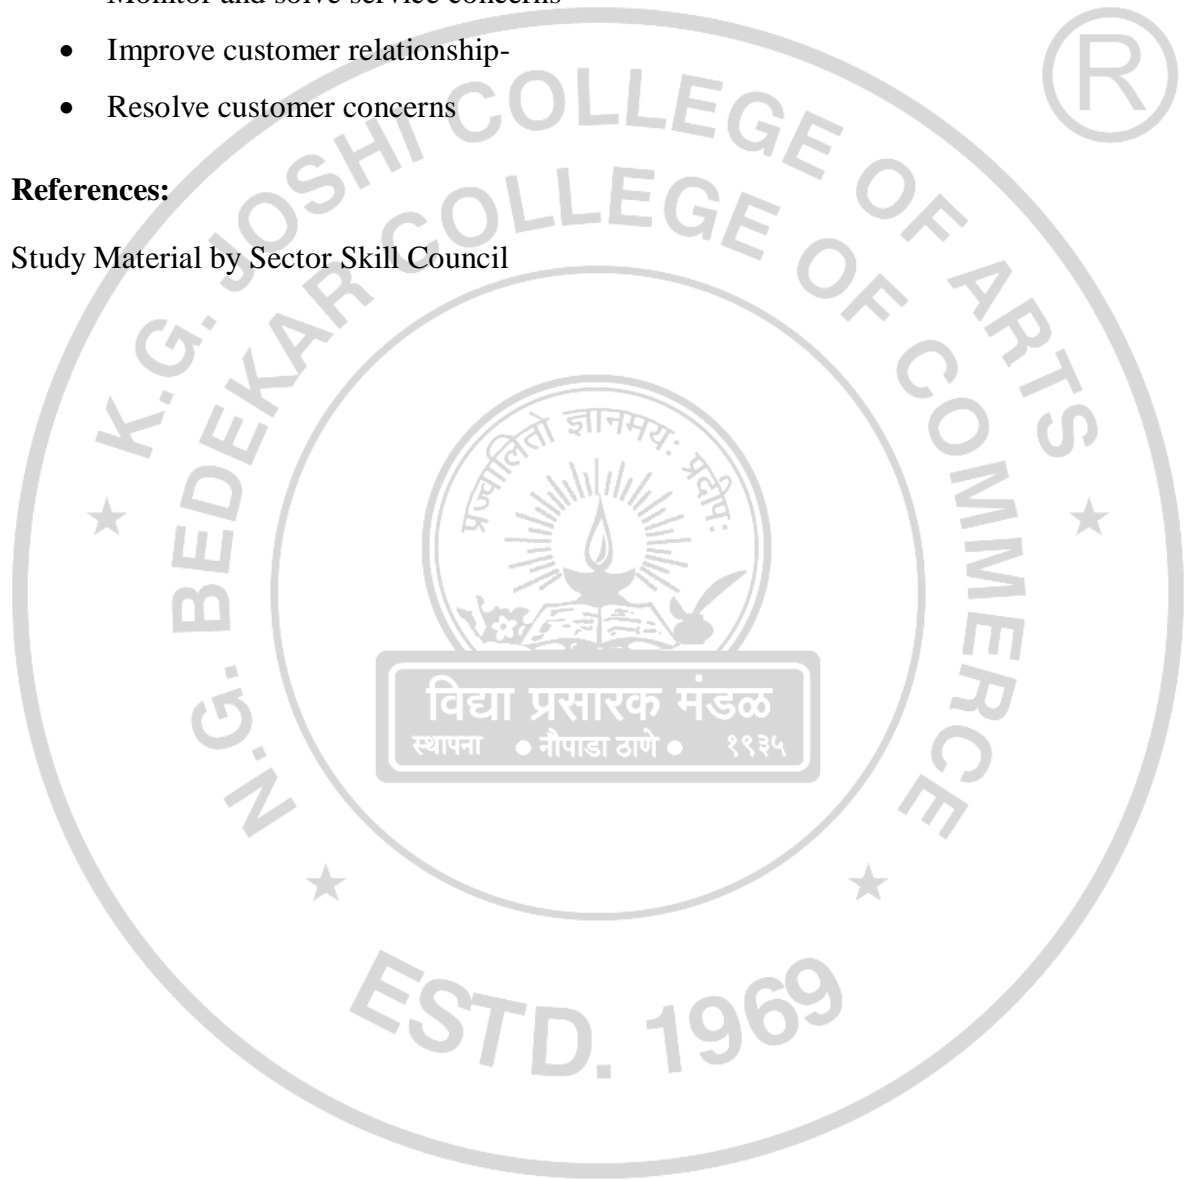 Monitor and solve service concerns
• Improve customer relationship-
• Resolve customer concerns
References:
Study Material by Sector Skill Council
®
K.G. JOSHI COLLEGE OF ARTS
N.G. BEDEKAR COLLEGE OF COMMERCE
प्रज्वालितो ज्ञानमयः प्रदीपः
विद्या प्रसारक मंडळ
स्थापना • नौपाडा ठाणे • १९३५
ESTD. 1969